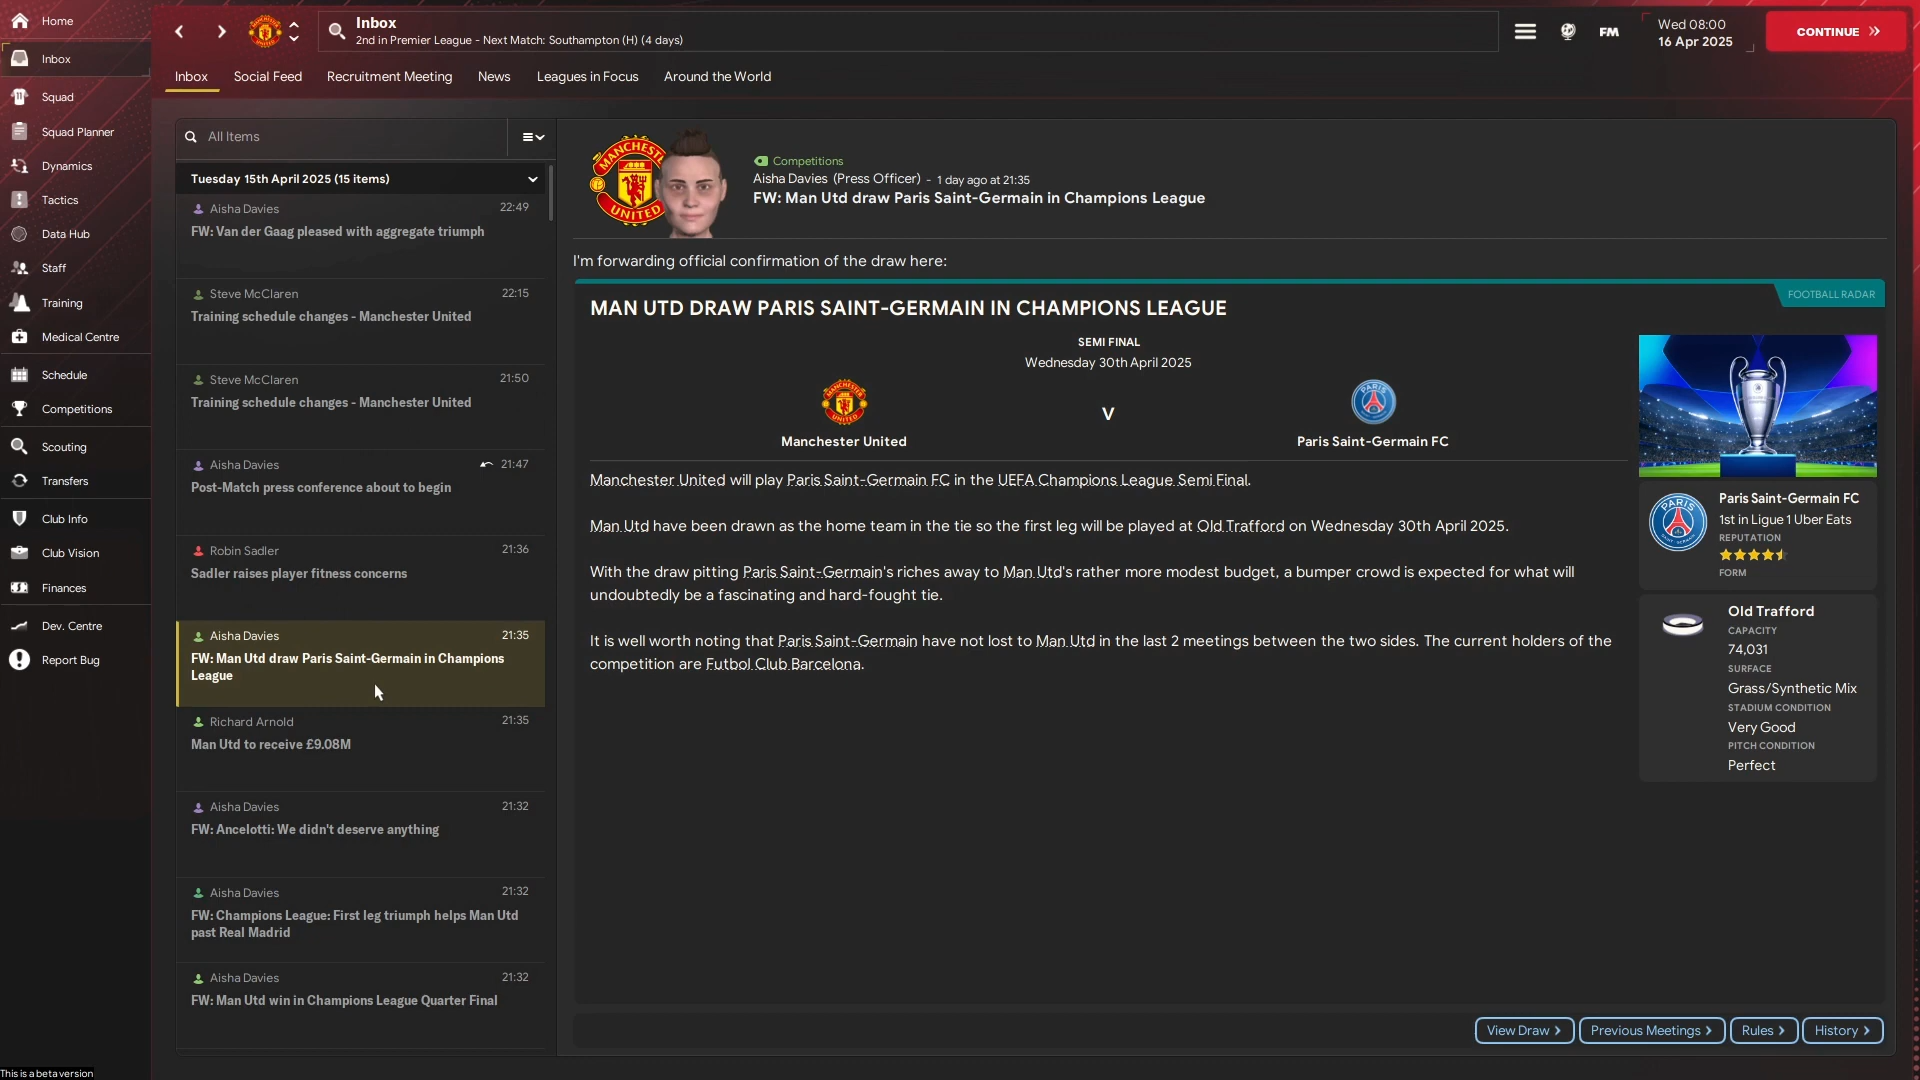 Home
Inbox
Squad
Squad Planner
Dynamics
Tactics
Data Hub
Staff
Training
Medical Centre
Schedule
Competitions
Scouting
Transfers
Club Info
Club Vision
Finances
Dev. Centre
Report Bug
This is a beta version
Inbox
2nd in Premier League - Next Match: Southampton (H) (4 days)
FM
Wed 08:00
16 Apr 2025
CONTINUE
Inbox Social Feed Recruitment Meeting News Leagues in Focus Around the World
All Items
Tuesday 15th April 2025 (15 items)
Aisha Davies 22:49
FW: Van der Gaag pleased with aggregate triumph
Steve McClaren 22:15
Training schedule changes - Manchester United
Steve McClaren 21:50
Training schedule changes - Manchester United
Aisha Davies 21:47
Post-Match press conference about to begin
Robin Sadler 21:36
Sadler raises player fitness concerns
Aisha Davies 21:35
FW: Man Utd draw Paris Saint-Germain in Champions
League
Richard Arnold 21:35
Man Utd to receive £9.08M
Aisha Davies 21:32
FW: Ancelotti: We didn't deserve anything
Aisha Davies 21:32
FW: Champions League: First leg triumph helps Man Utd
past Real Madrid
Aisha Davies 21:32
FW: Man Utd win in Champions League Quarter Final
MANCHESTER
UNITED
Competitions
Aisha Davies (Press Officer) - 1 day ago at 21:35
FW: Man Utd draw Paris Saint-Germain in Champions League
I'm forwarding official confirmation of the draw here:
FOOTBALL RADAR
MAN UTD DRAW PARIS SAINT-GERMAIN IN CHAMPIONS LEAGUE
SEMI FINAL
Wednesday 30th April 2025
V
Manchester United
Paris Saint-Germain FC
Manchester United will play Paris Saint-Germain FC in the UEFA Champions League Semi Final.
Man Utd have been drawn as the home team in the tie so the first leg will be played at Old Trafford on Wednesday 30th April 2025.
With the draw pitting Paris Saint-Germain's riches away to Man Utd's rather more modest budget, a bumper crowd is expected for what will
undoubtedly be a fascinating and hard-fought tie.
It is well worth noting that Paris Saint-Germain have not lost to Man Utd in the last 2 meetings between the two sides. The current holders of the
competition are Futbol Club Barcelona.
PARIS
Paris Saint-Germain FC
1st in Ligue 1 Uber Eats
REPUTATION
FORM
Old Trafford
CAPACITY
74,031
SURFACE
Grass/Synthetic Mix
STADIUM CONDITION
Very Good
PITCH CONDITION
Perfect
View Draw Previous Meetings Rules History